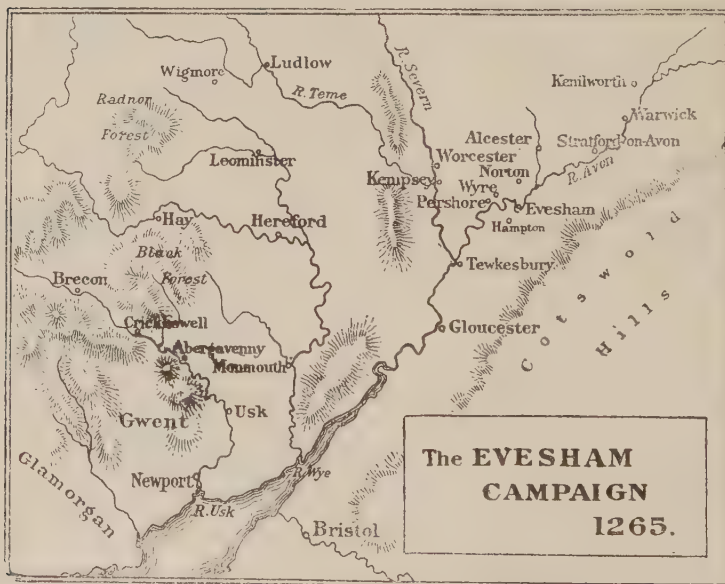 Ludlow
Wigmore
R. Teme
R. Severn
Kenilworth
Radnor
Forest
Warwick
Alcester
Stratford-on-Avon
Leominster
Worcester
Norton
R. Avon
Kempsey
Wyre
Pershore
Evesham
Hampton
Hay
Hereford
Black
Forest
Brecon
Tewkesbury
Cotswold
Hills
Crickhowell
Gloucester
Abergavenny
Monmouth
Gwent
Usk
Glamorgan
Newport
R. Wye
R. Usk
Bristol
The EVESHAM
CAMPAIGN
1265.